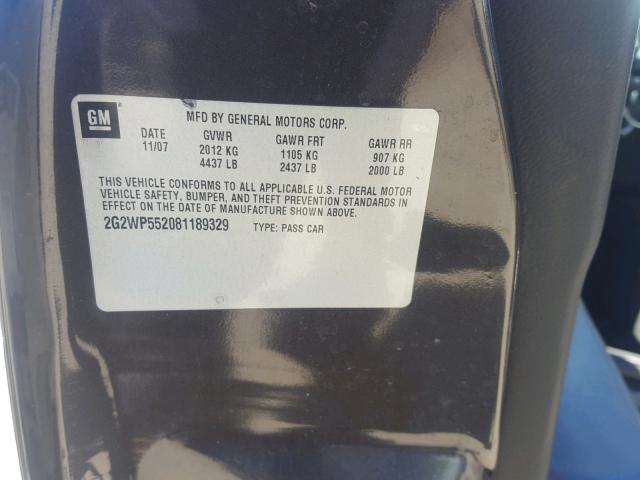 GM
MFD BY GENERAL MOTORS CORP.
DATE GVWR GAWR FRT GAWR RR
11/07 2012 KG 1105 KG 907 KG
4437 LB 2437 LB 2000 LB
THIS VEHICLE CONFORMS TO ALL APPLICABLE U.S. FEDERAL MOTOR
VEHICLE SAFETY, BUMPER, AND THEFT PREVENTION STANDARDS IN
EFFECT ON THE DATE OF MANUFACTURE SHOWN ABOVE.
2G2WP552081189329 TYPE: PASS CAR